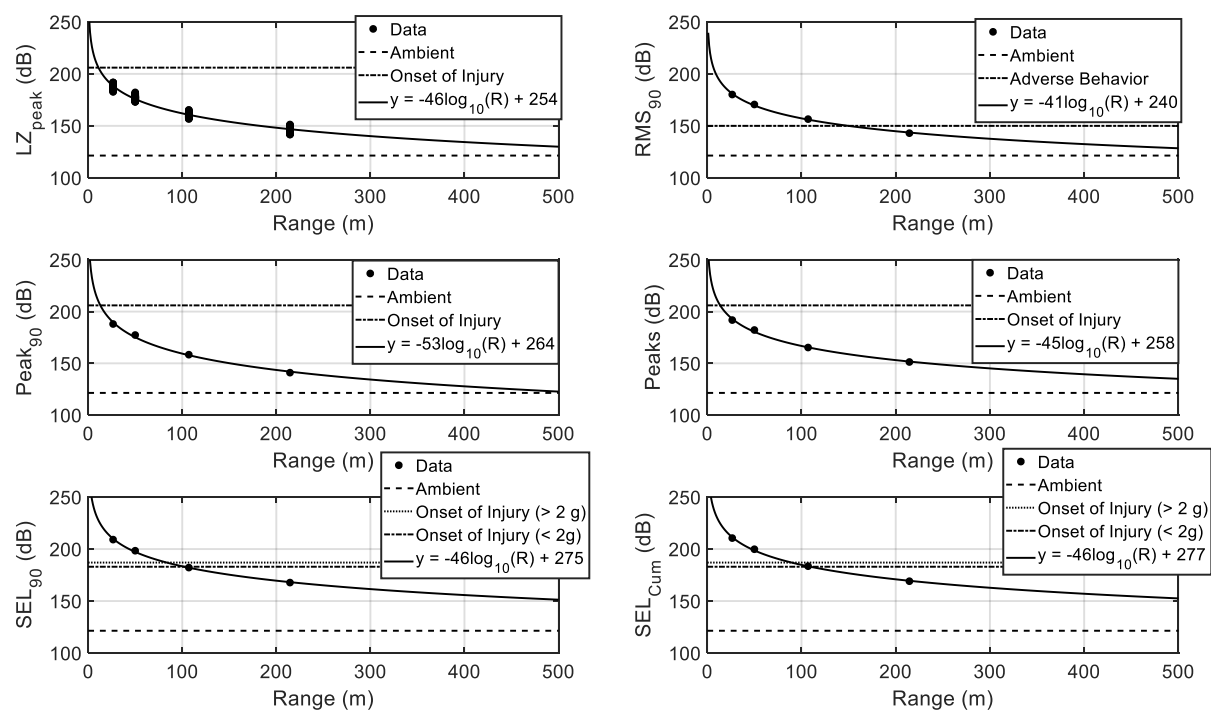 250
200
150
100
LZpeak (dB)
0 100 200 300 400 500
Range (m)
Data
Ambient
Onset of Injury
y = -46log10(R) + 254
250
200
150
100
RMS90 (dB)
0 100 200 300 400 500
Range (m)
Data
Ambient
Adverse Behavior
y = -41log10(R) + 240
250
200
150
100
Peak90 (dB)
0 100 200 300 400 500
Range (m)
Data
Ambient
Onset of Injury
y = -53log10(R) + 264
250
200
150
100
Peaks (dB)
0 100 200 300 400 500
Range (m)
Data
Ambient
Onset of Injury
y = -45log10(R) + 258
250
200
150
100
SEL90 (dB)
0 100 200 300 400 500
Range (m)
Data
Ambient
Onset of Injury (> 2 g)
Onset of Injury (< 2g)
y = -46log10(R) + 275
250
200
150
100
SELCum (dB)
0 100 200 300 400 500
Range (m)
Data
Ambient
Onset of Injury (> 2 g)
Onset of Injury (< 2g)
y = -46log10(R) + 277